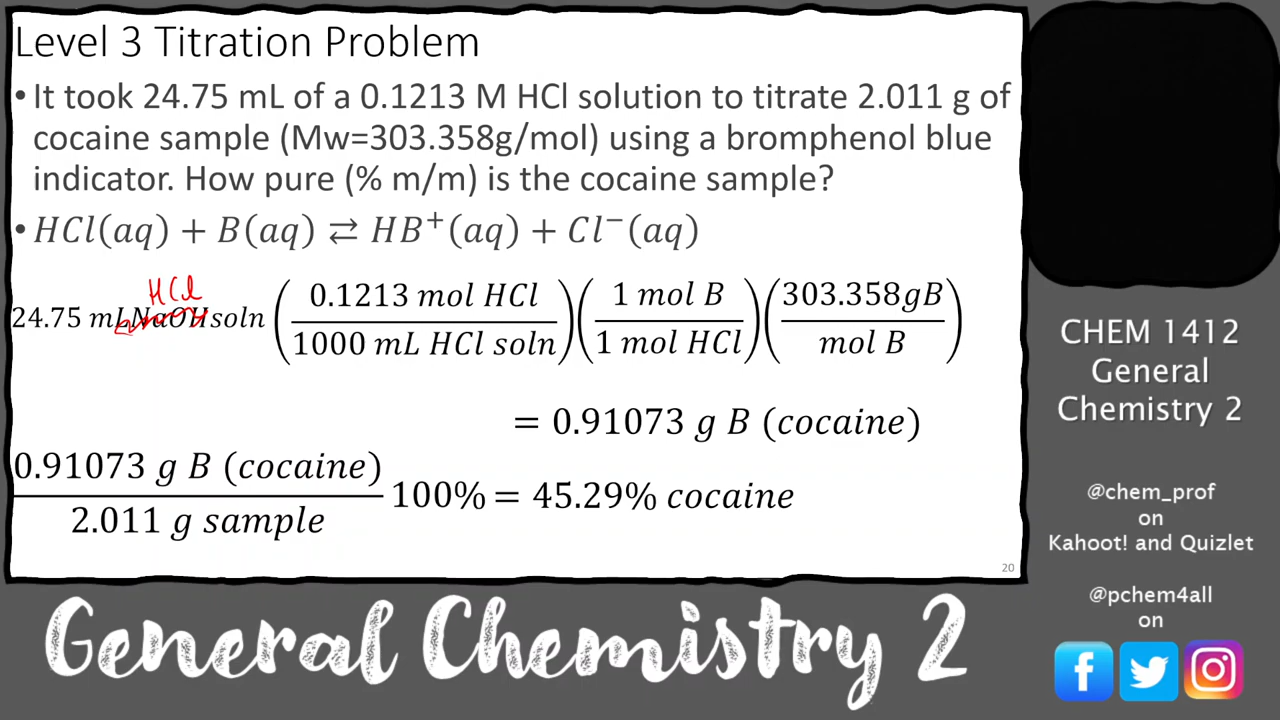 Level 3 Titration Problem
• It took 24.75 mL of a 0.1213 M HCl solution to titrate 2.011 g of
cocaine sample (Mw=303.358g/mol) using a bromphenol blue
indicator. How pure (% m/m) is the cocaine sample?
• HCl(aq) + B(aq) ⇄ HB⁺(aq) + Cl⁻(aq)
HCl
24.75 mLNaOHsoln (0.1213 mol HCl / 1000 mL HCl soln)(1 mol B / 1 mol HCl)(303.358gB / mol B)
= 0.91073 g B (cocaine)
0.91073 g B (cocaine) / 2.011 g sample 100% = 45.29% cocaine
20
CHEM 1412
General
Chemistry 2
@chem_prof
on
Kahoot! and Quizlet
@pchem4all
on
General Chemistry 2